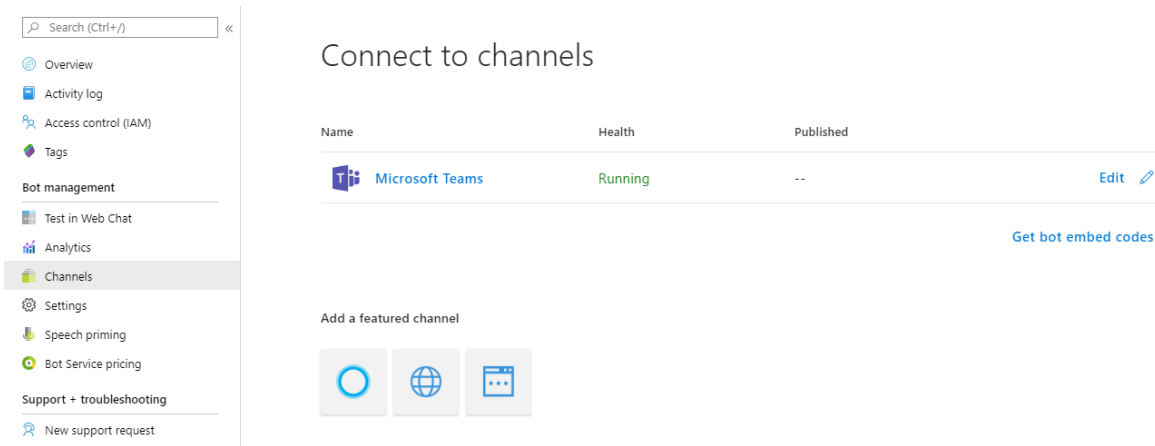 Search (Ctrl+/)
«
Overview
Activity log
Access control (IAM)
Tags
Bot management
Test in Web Chat
Analytics
Channels
Settings
Speech priming
Bot Service pricing
Support + troubleshooting
New support request
Connect to channels
Name Health Published
Microsoft Teams Running -- Edit
Get bot embed codes
Add a featured channel